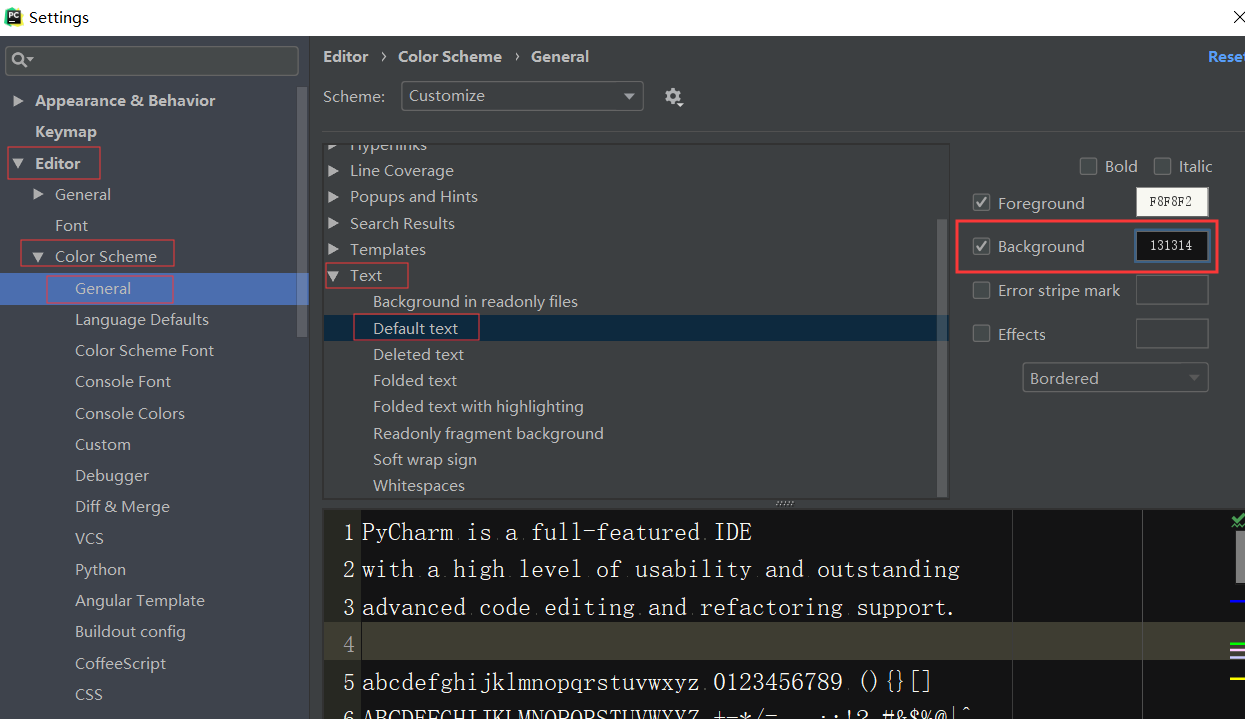 PC Settings
Editor › Color Scheme › General
Reset
Scheme: Customize
Appearance & Behavior
Keymap
Editor
General
Font
Color Scheme
General
Language Defaults
Color Scheme Font
Console Font
Console Colors
Custom
Debugger
Diff & Merge
VCS
Python
Angular Template
Buildout config
CoffeeScript
CSS
Hyperlinks
Line Coverage
Popups and Hints
Search Results
Templates
Text
Background in readonly files
Default text
Deleted text
Folded text
Folded text with highlighting
Readonly fragment background
Soft wrap sign
Whitespaces
Bold Italic
Foreground F8F8F2
Background 131314
Error stripe mark
Effects
Bordered
1 PyCharm is a full-featured IDE
2 with a high level of usability and outstanding
3 advanced code editing and refactoring support.
4
5 abcdefghijklmnopqrstuvwxyz 0123456789 (){}[]
6 ABCDEFGHIJKLMNOPQRSTUVWXYZ